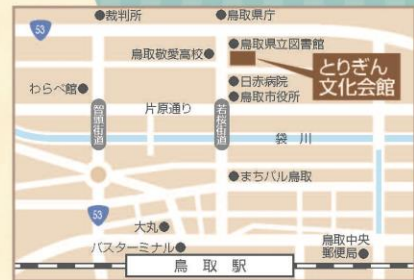 裁判所
鳥取県庁
53
鳥取県立図書館
鳥取敬愛高校
とりぎん
文化会館
日赤病院
鳥取市役所
わらべ館
片原通り
智頭街道
若桜街道
袋川
まちパル鳥取
53
大丸
バスターミナル
鳥取中央
郵便局
鳥取駅